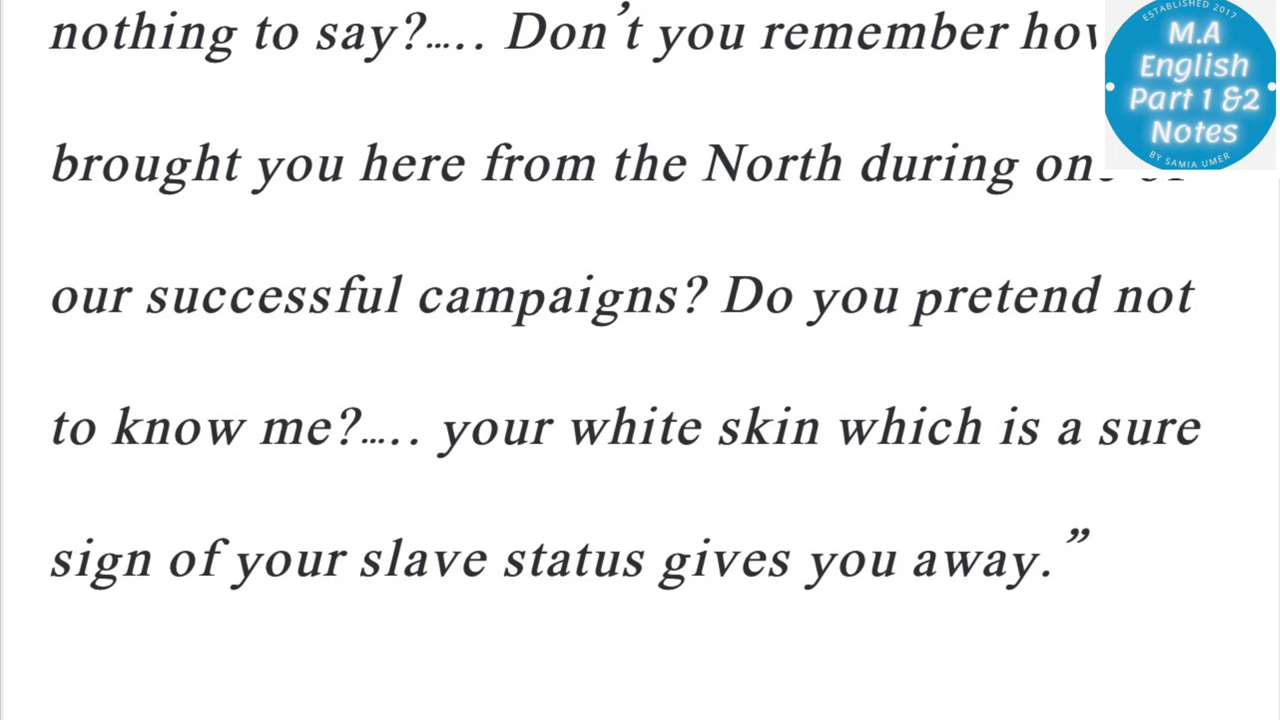 nothing to say?….. Don't you remember
brought you here from the North during
our successful campaigns? Do you pretend not
to know me?….. your white skin which is a sure
sign of your slave status gives you away.”
ESTABLISHED 2017
M.A
English
Part 1 &2
Notes
BY SAMIA UMER